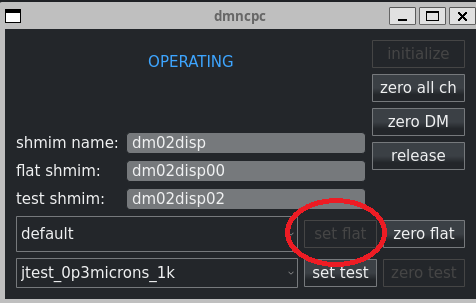 dmncpc
OPERATING
initialize
zero all ch
zero DM
release
shmim name: dm02disp
flat shmim: dm02disp00
test shmim: dm02disp02
default set flat zero flat
jtest_0p3microns_1k set test zero test